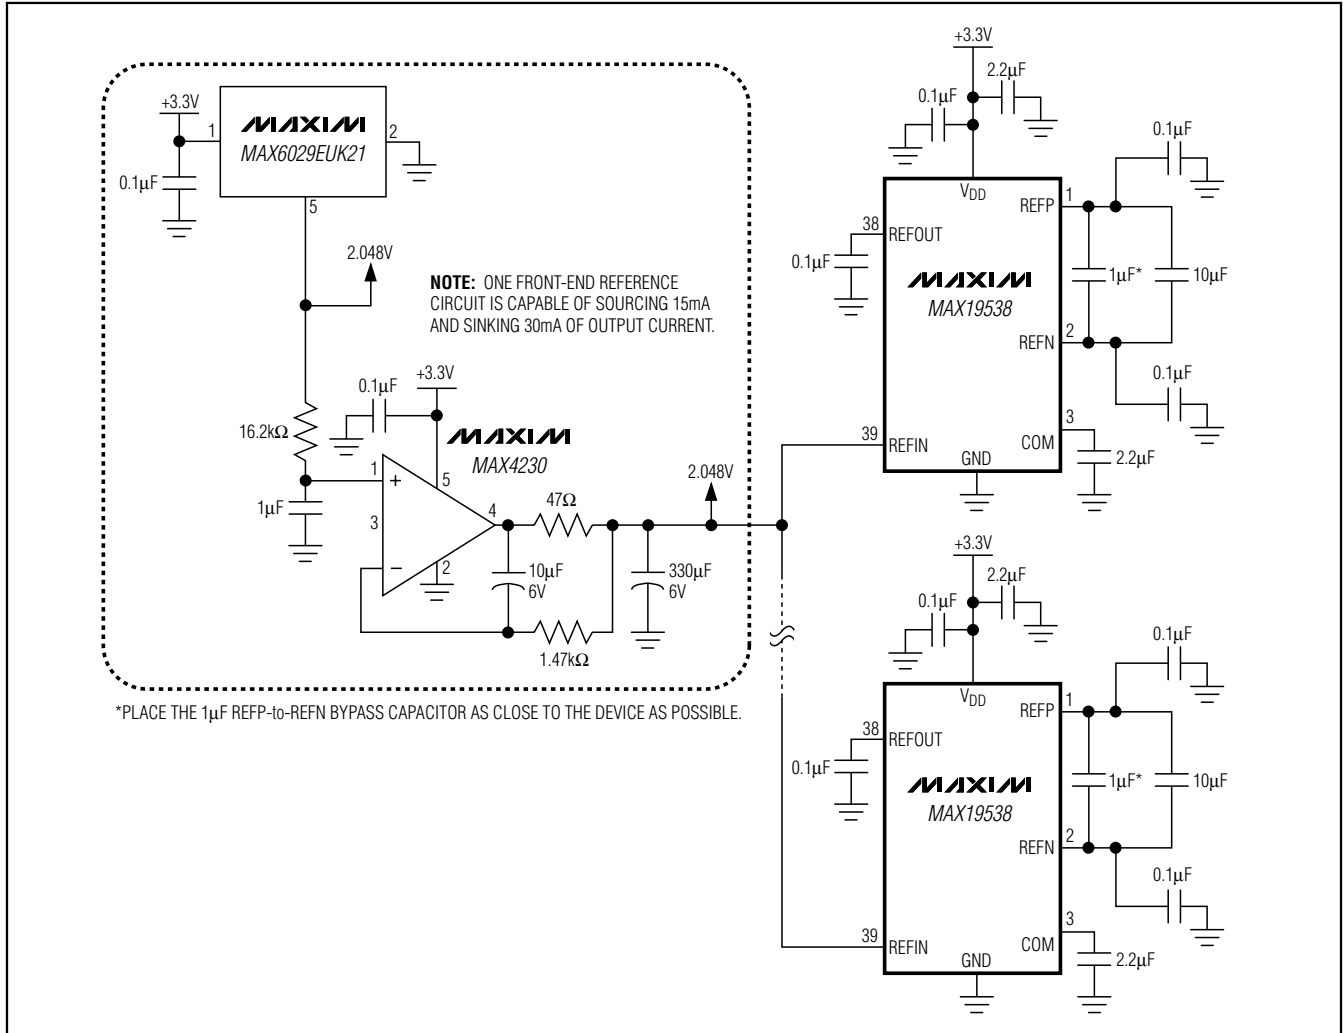 +3.3V
1
MAXIM
MAX6029EUK21
2
0.1µF
5
2.048V
NOTE: ONE FRONT-END REFERENCE
CIRCUIT IS CAPABLE OF SOURCING 15mA
AND SINKING 30mA OF OUTPUT CURRENT.
16.2kΩ
0.1µF
+3.3V
MAXIM
MAX4230
1
+
5
1µF
3
4
47Ω
2.048V
−
2
10µF
6V
330µF
6V
1.47kΩ
*PLACE THE 1µF REFP-to-REFN BYPASS CAPACITOR AS CLOSE TO THE DEVICE AS POSSIBLE.
+3.3V
2.2µF
0.1µF
0.1µF
VDD
REFP
1
38
REFOUT
0.1µF
MAXIM
MAX19538
1µF*
10µF
REFN
2
0.1µF
3
39
REFIN
COM
GND
2.2µF
+3.3V
2.2µF
0.1µF
0.1µF
VDD
REFP
1
38
REFOUT
0.1µF
MAXIM
MAX19538
1µF*
10µF
REFN
2
0.1µF
3
39
REFIN
COM
GND
2.2µF